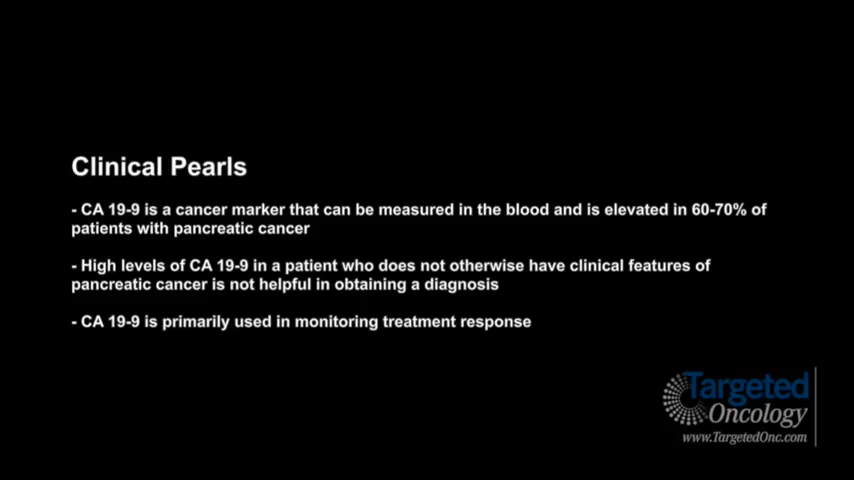 Clinical Pearls
- CA 19-9 is a cancer marker that can be measured in the blood and is elevated in 60-70% of
patients with pancreatic cancer
- High levels of CA 19-9 in a patient who does not otherwise have clinical features of
pancreatic cancer is not helpful in obtaining a diagnosis
- CA 19-9 is primarily used in monitoring treatment response
Targeted
Oncology
www.TargetedOnc.com